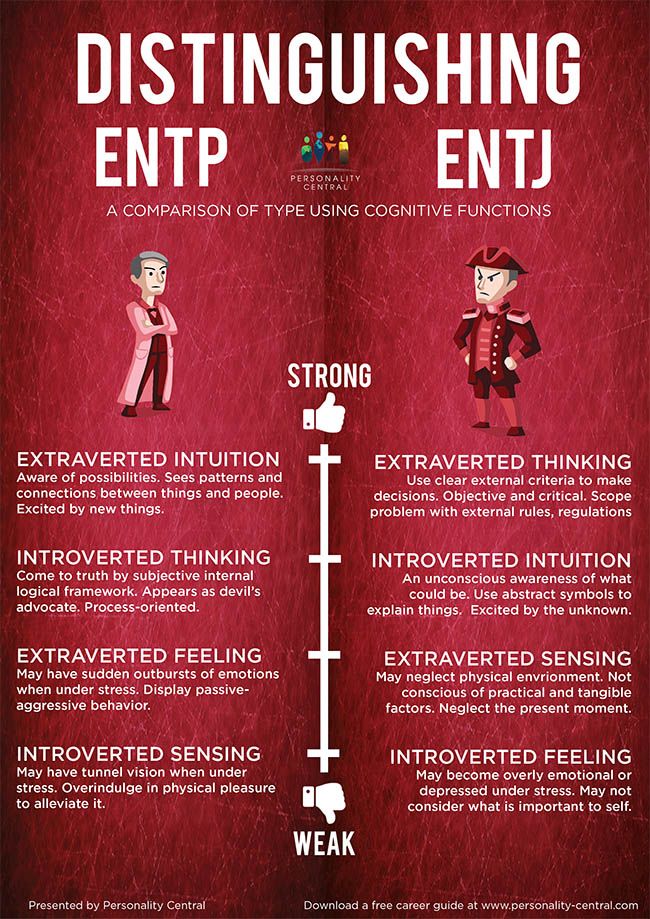 DISTINGUISHING
ENTP
ENTJ
PERSONALITY
CENTRAL
A COMPARISON OF TYPE USING COGNITIVE FUNCTIONS
STRONG
EXTRAVERTED INTUITION
Aware of possibilities. Sees patterns and
connections between things and people.
Excited by new things.
EXTRAVERTED THINKING
Use clear external criteria to make
decisions. Objective and critical. Scope
problem with external rules, regulations
INTROVERTED THINKING
Come to truth by subjective internal
logical framework. Appears as devil's
advocate. Process-oriented.
INTROVERTED INTUITION
An unconscious awareness of what
could be. Use abstract symbols to
explain things. Excited by the unknown.
EXTRAVERTED FEELING
May have sudden outbursts of emotions
when under stress. Display passive-
aggressive behavior.
EXTRAVERTED SENSING
May neglect physical envrionment. Not
conscious of practical and tangible
factors. Neglect the present moment.
INTROVERTED SENSING
May have tunnel vision when under
stress. Overindulge in physical pleasure
to alleviate it.
INTROVERTED FEELING
May become overly emotional or
depressed under stress. May not
consider what is important to self.
WEAK
Presented by Personality Central
Download a free career guide at www.personality-central.com